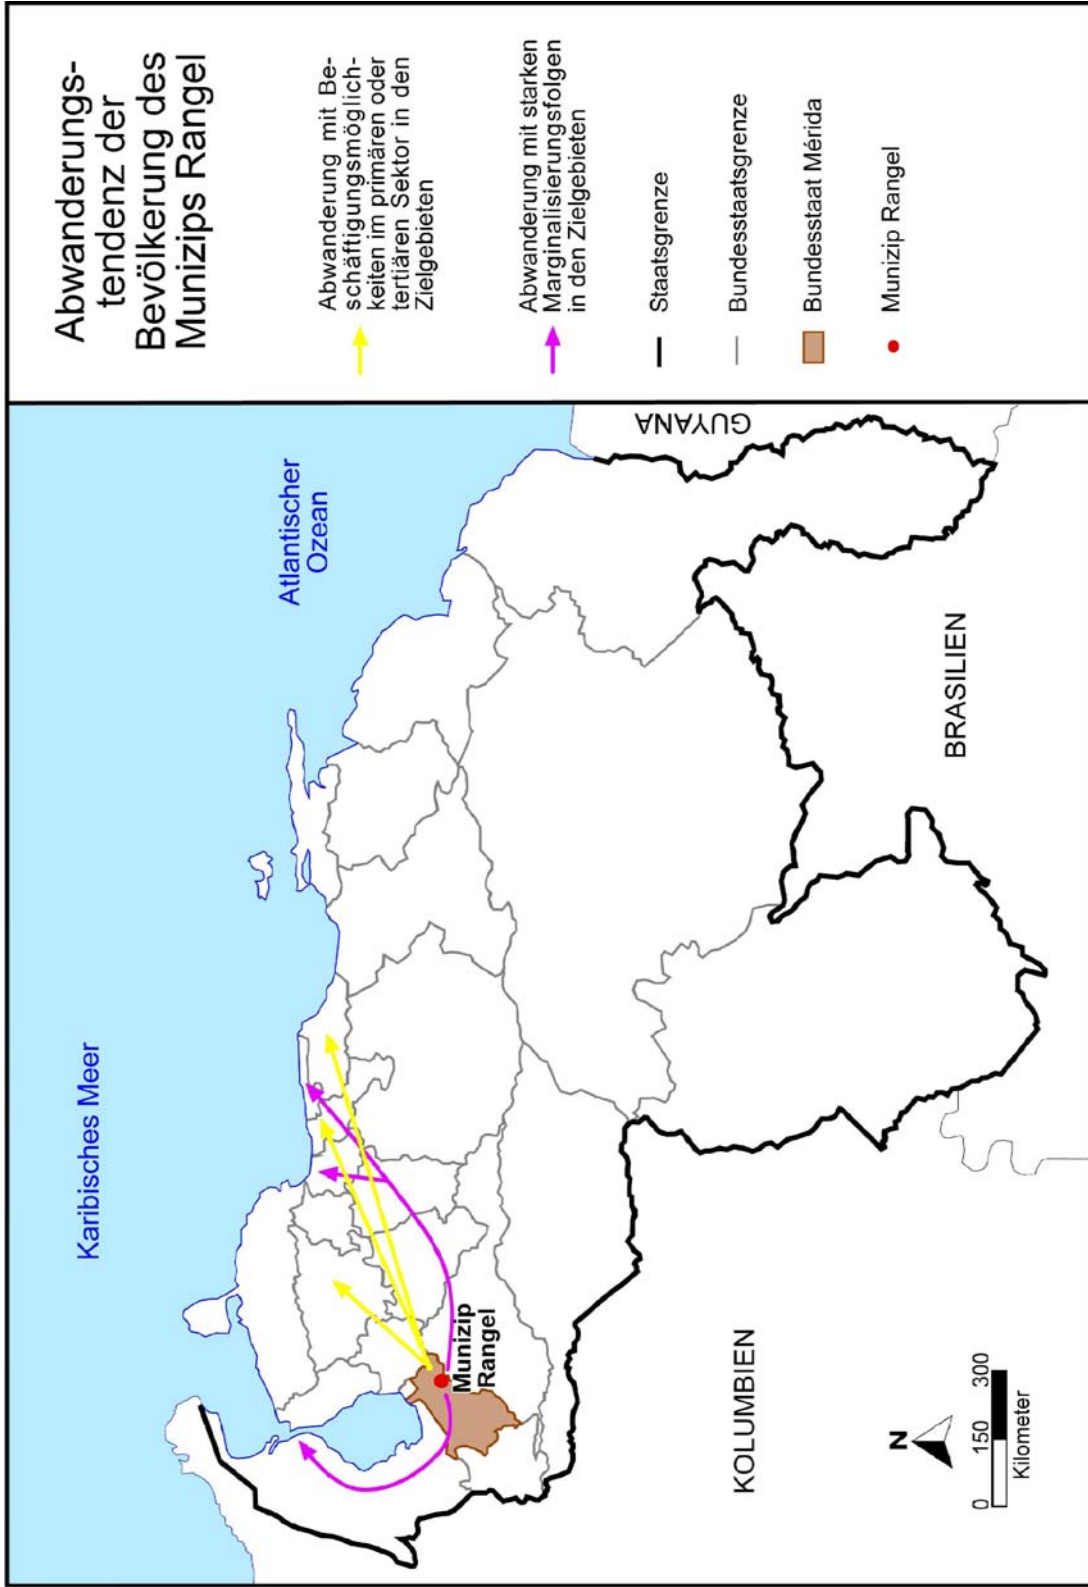 Abwanderungs-
tendenz der
Bevölkerung des
Munizips Rangel
Abwanderung mit Be-
schäftigungsmöglich-
keiten im primären oder
tertiären Sektor in den
Zielgebieten
Abwanderung mit starken
Marginalisierungsfolgen
in den Zielgebieten
Staatsgrenze
Bundesstaatsgrenze
Bundesstaat Mérida
Munizip Rangel
Karibisches Meer
Atlantischer
Ozean
GUYANA
BRASILIEN
KOLUMBIEN
Munizip
Rangel
N
0 150 300
Kilometer